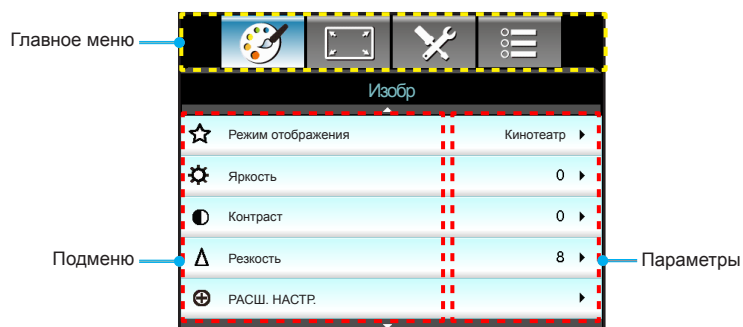 Главное меню
Изобр
Режим отображения Кинотеатр
Яркость 0
Контраст 0
Подменю
Резкость 8
Параметры
РАСШ. НАСТР.